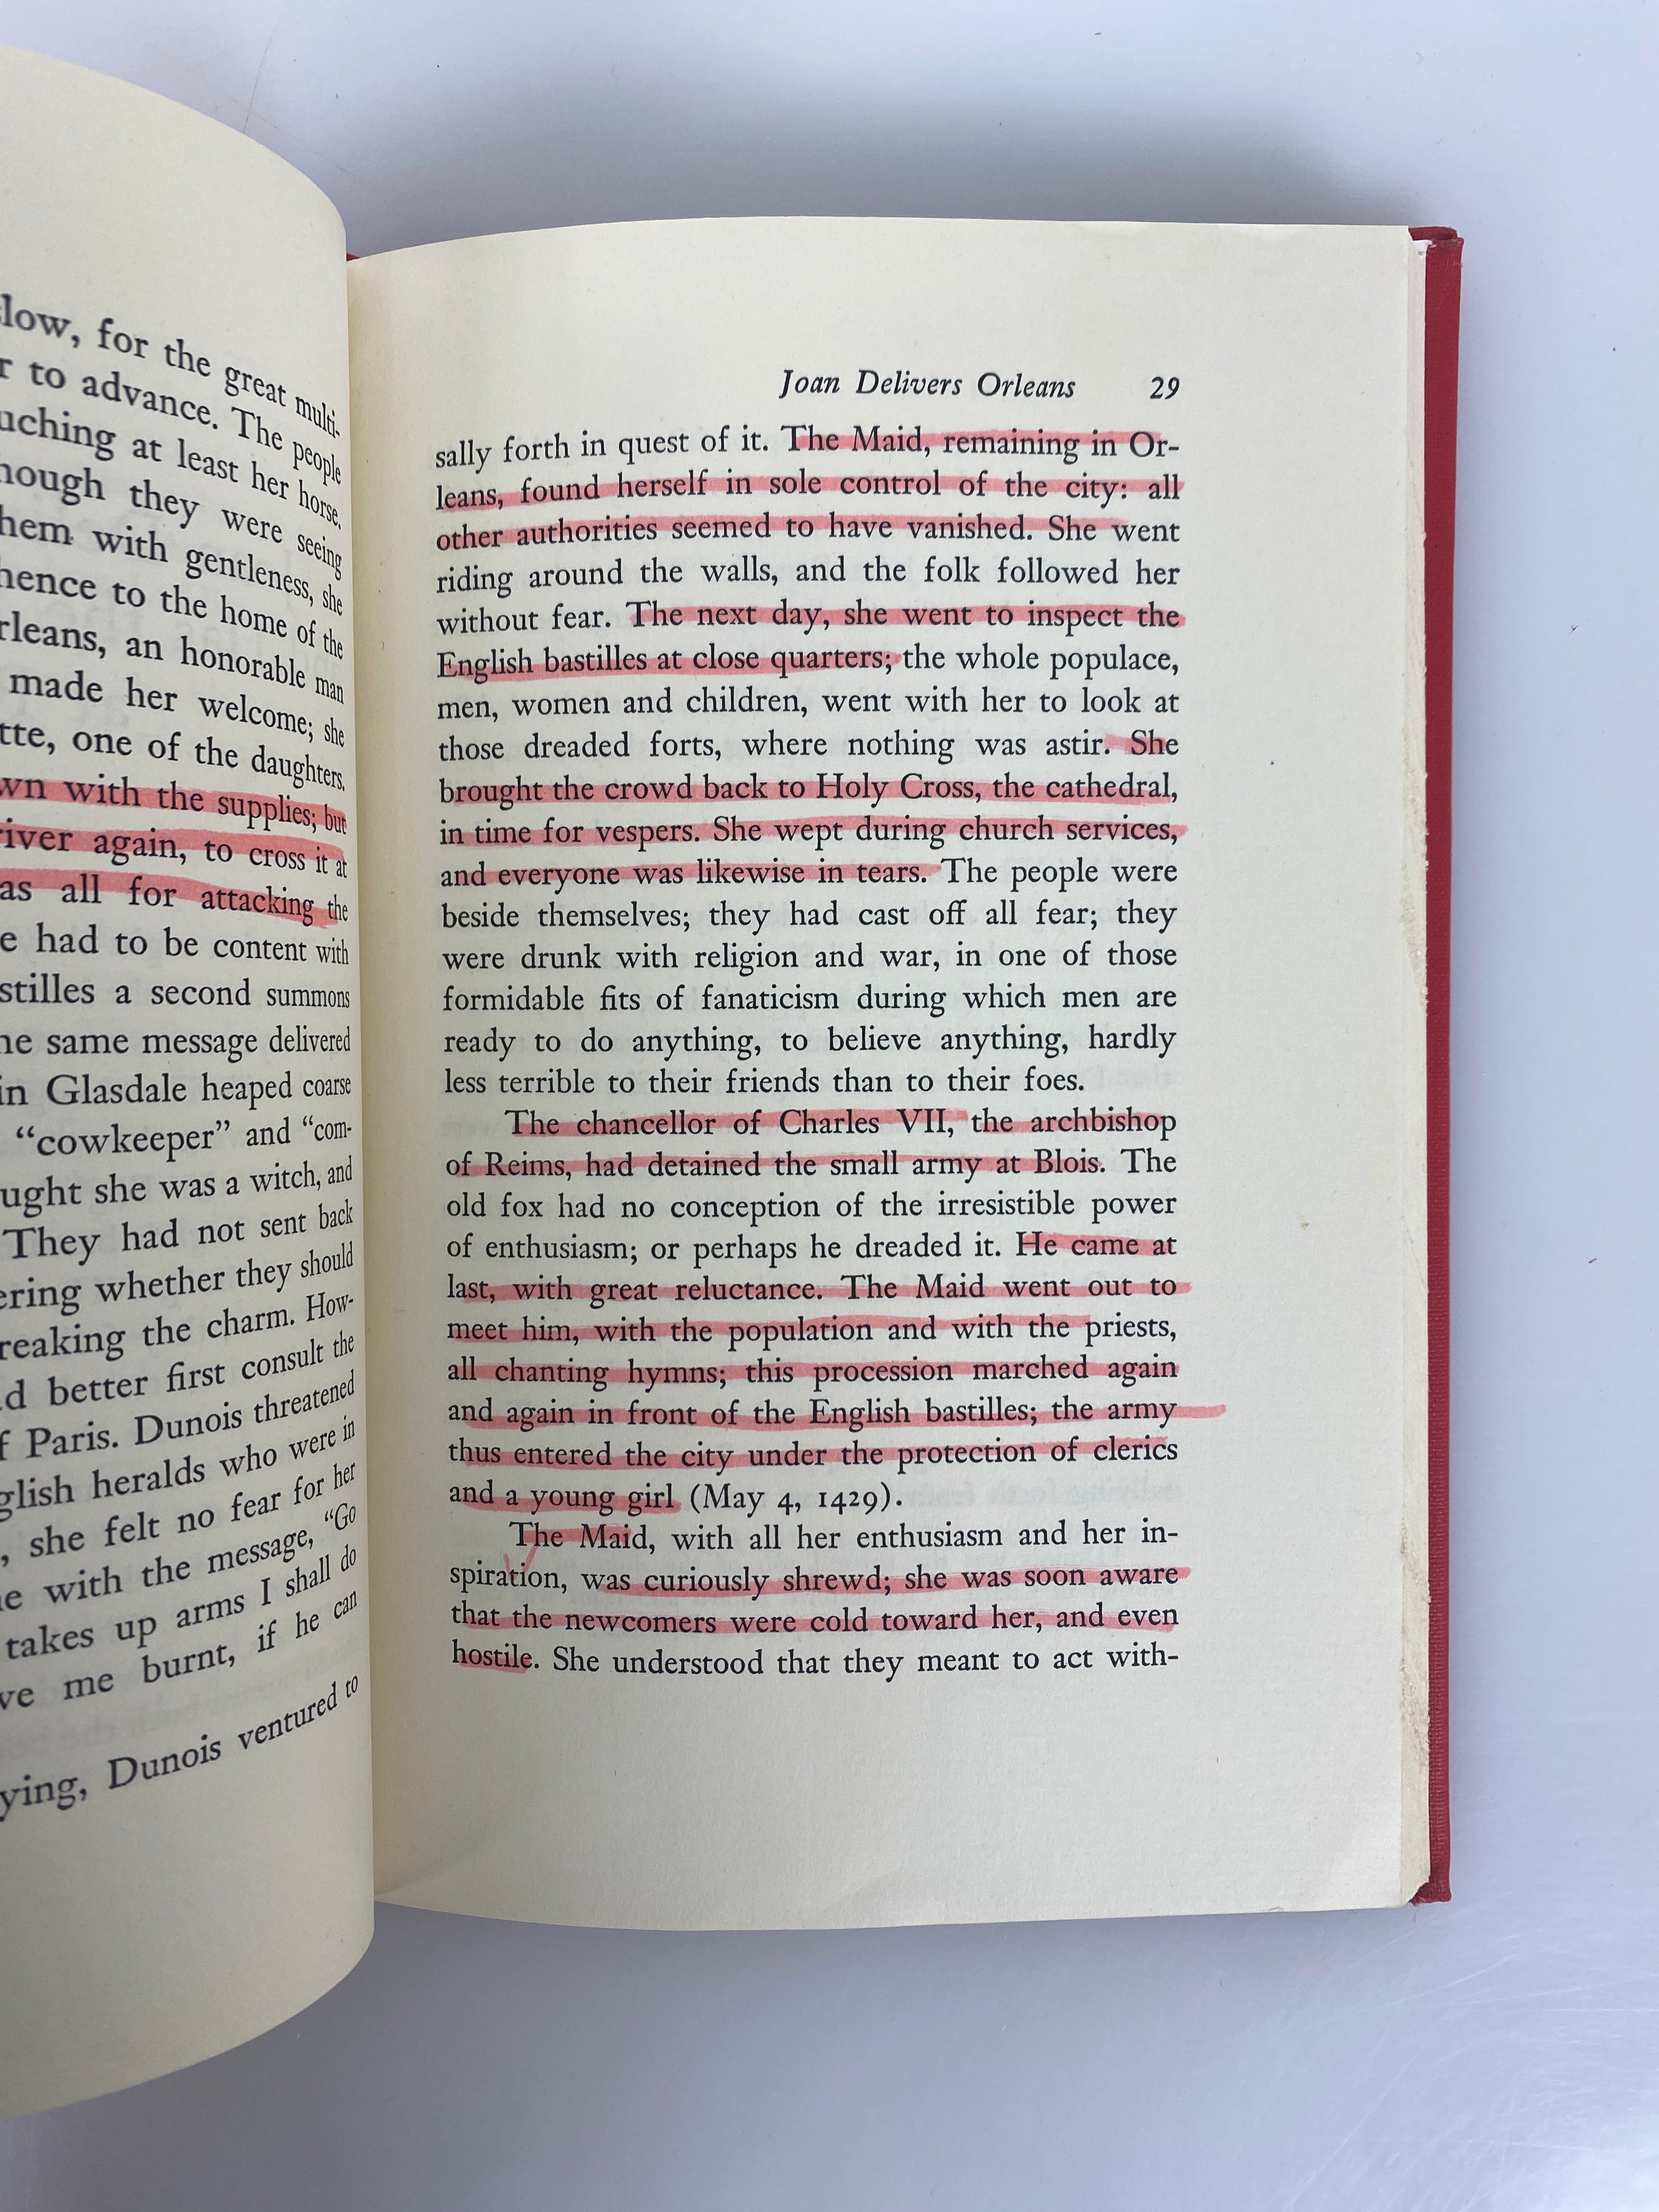 slow, for the great multi-
to advance. The people
at least her horse.
they were seeing
with gentleness, she
to the home of the
an honorable man
made her welcome; she
one of the daughters.
with the supplies; but
again, to cross it at
all for attacking the
had to be content with
a second summons
same message delivered
Glasdale heaped coarse
“cowkeeper” and “com-
she was a witch, and
They had not sent back
whether they should
the charm. How-
better first consult the
Paris. Dunois threatened
heralds who were in
she felt no fear for her
with the message, “Go
takes up arms I shall do
me burnt, if he can
Dunois ventured to
Joan Delivers Orleans 29
sally forth in quest of it. The Maid, remaining in Or-
leans, found herself in sole control of the city: all
other authorities seemed to have vanished. She went
riding around the walls, and the folk followed her
without fear. The next day, she went to inspect the
English bastilles at close quarters; the whole populace,
men, women and children, went with her to look at
those dreaded forts, where nothing was astir. She
brought the crowd back to Holy Cross, the cathedral,
in time for vespers. She wept during church services,
and everyone was likewise in tears. The people were
beside themselves; they had cast off all fear; they
were drunk with religion and war, in one of those
formidable fits of fanaticism during which men are
ready to do anything, to believe anything, hardly
less terrible to their friends than to their foes.
The chancellor of Charles VII, the archbishop
of Reims, had detained the small army at Blois. The
old fox had no conception of the irresistible power
of enthusiasm; or perhaps he dreaded it. He came at
last, with great reluctance. The Maid went out to
meet him, with the population and with the priests,
all chanting hymns; this procession marched again
and again in front of the English bastilles; the army
thus entered the city under the protection of clerics
and a young girl (May 4, 1429).
The Maid, with all her enthusiasm and her in-
spiration, was curiously shrewd; she was soon aware
that the newcomers were cold toward her, and even
hostile. She understood that they meant to act with-